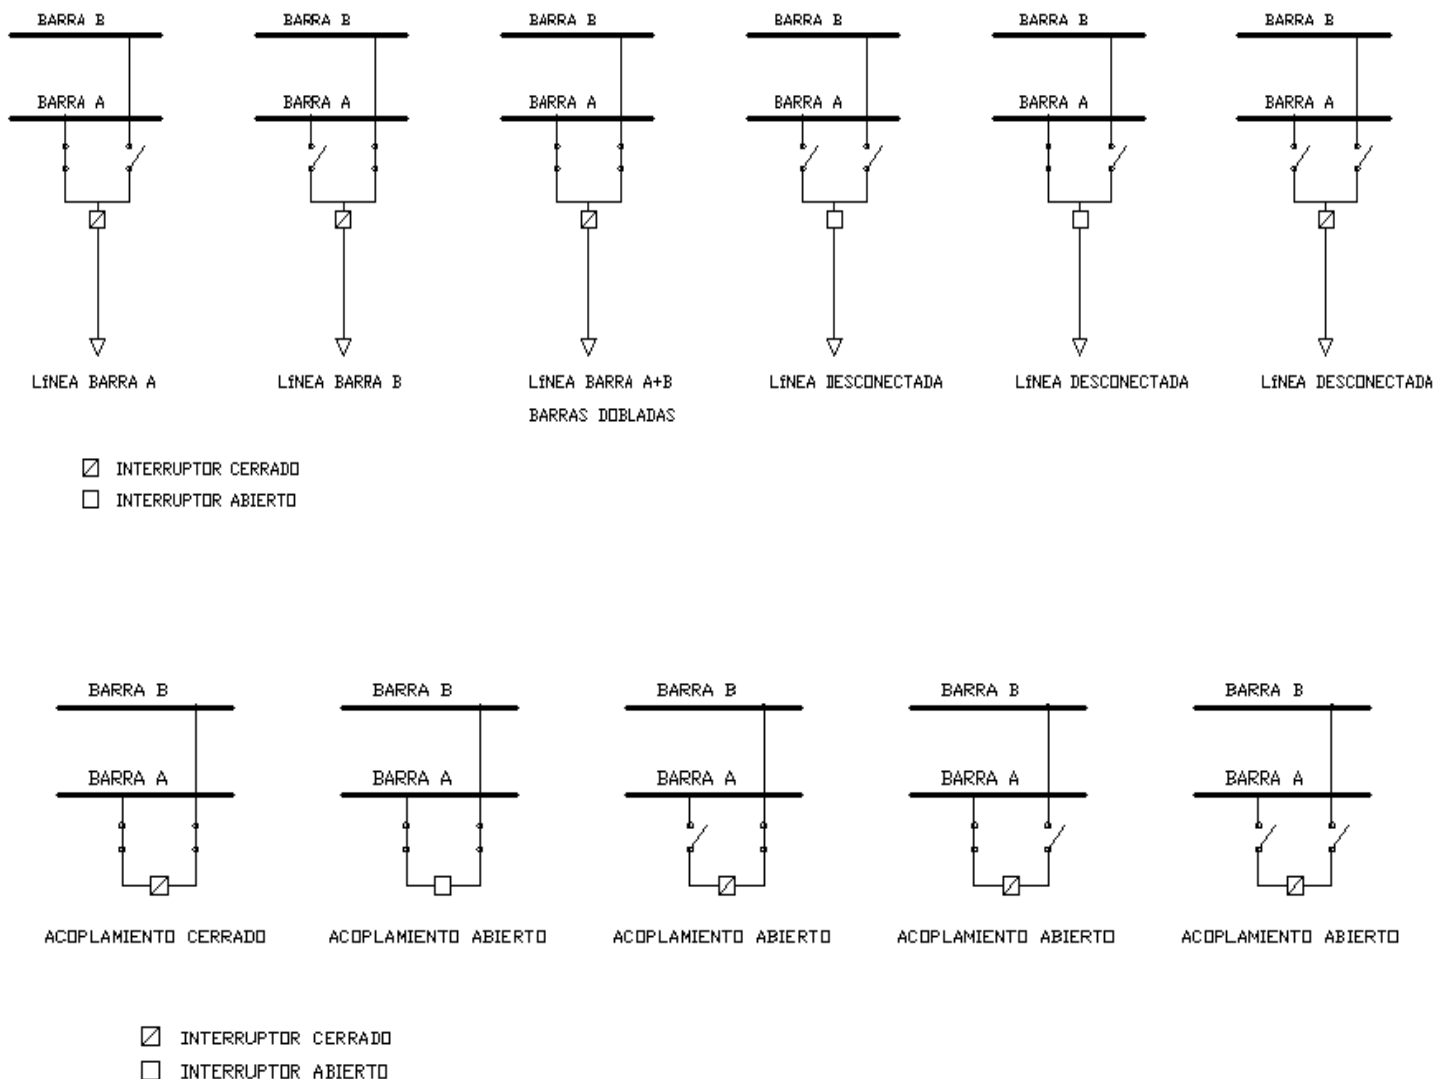 BARRA B BARRA B BARRA B BARRA B BARRA B BARRA B
BARRA A BARRA A BARRA A BARRA A BARRA A BARRA A
LíNEA BARRA A LíNEA BARRA B LíNEA BARRA A+B LíNEA DESCONECTADA LíNEA DESCONECTADA LíNEA DESCONECTADA
BARRAS DOBLADAS
INTERRUPTOR CERRADO
INTERRUPTOR ABIERTO
BARRA B BARRA B BARRA B BARRA B BARRA B
BARRA A BARRA A BARRA A BARRA A BARRA A
ACOPLAMIENTO CERRADO ACOPLAMIENTO ABIERTO ACOPLAMIENTO ABIERTO ACOPLAMIENTO ABIERTO ACOPLAMIENTO ABIERTO
INTERRUPTOR CERRADO
INTERRUPTOR ABIERTO